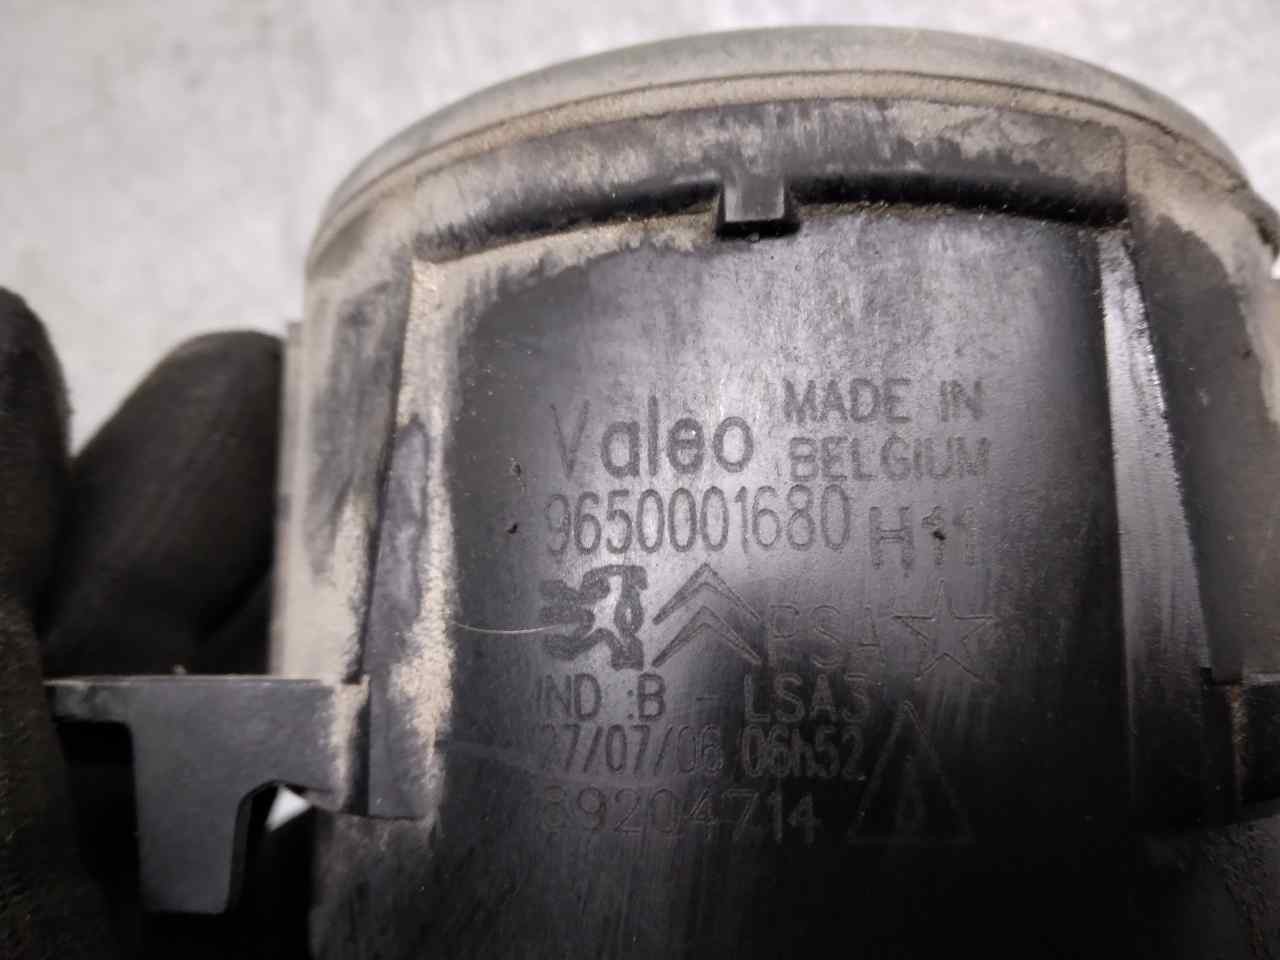 Valeo MADE IN
BELGIUM
9650001680 H11
PSA
IND :B - LSA3
27/07/06 06h52
89204714